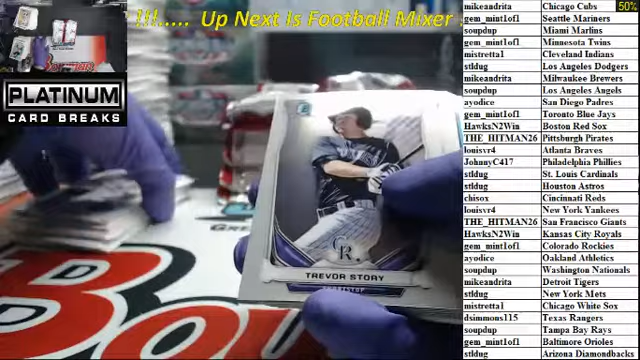 !!!..... Up Next Is Football Mixer
50%
PLATINUM
CARD BREAKS
CR
TREVOR STORY
mikeandrita Chicago Cubs
gem_mint1of1 Seattle Mariners
soupdup Miami Marlins
gem_mint1of1 Minnesota Twins
mistretta1 Cleveland Indians
stldug Los Angeles Dodgers
mikeandrita Milwaukee Brewers
soupdup Los Angeles Angels
ayodice San Diego Padres
gem_mint1of1 Toronto Blue Jays
HawksN2Win Boston Red Sox
THE_HITMAN26 Pittsburgh Pirates
louisvr4 Atlanta Braves
JohnnyC417 Philadelphia Phillies
stldug St. Louis Cardinals
stldug Houston Astros
chisox Cincinnati Reds
louisvr4 New York Yankees
THE_HITMAN26 San Francisco Giants
HawksN2Win Kansas City Royals
gem_mint1of1 Colorado Rockies
ayodice Oakland Athletics
soupdup Washington Nationals
mikeandrita Detroit Tigers
stldug New York Mets
mistretta1 Chicago White Sox
dsimmons115 Texas Rangers
soupdup Tampa Bay Rays
gem_mint1of1 Baltimore Orioles
stldug Arizona Diamondbacks